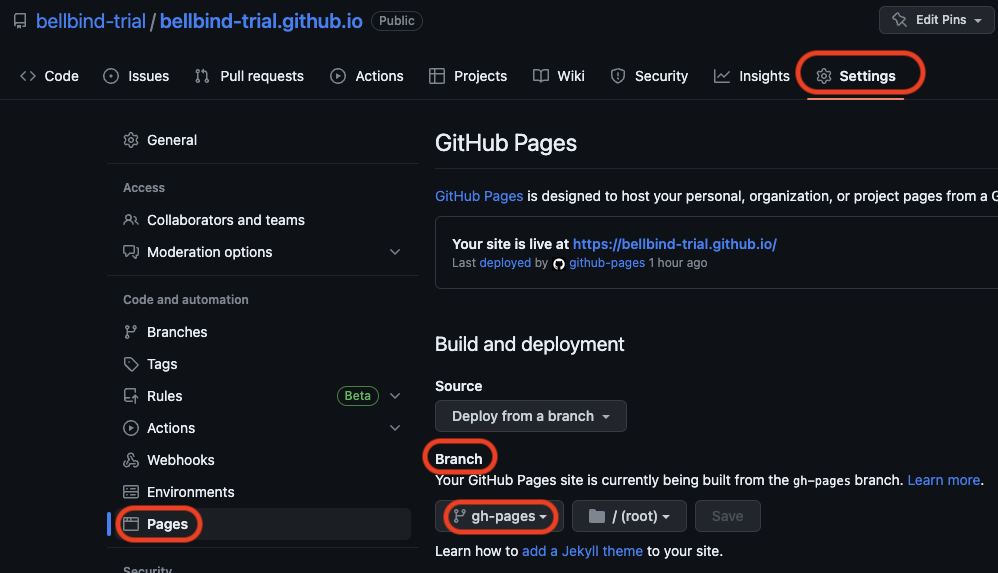 bellbind-trial / bellbind-trial.github.io Public Edit Pins
Code Issues Pull requests Actions Projects Wiki Security Insights Settings
General
Access
Collaborators and teams
Moderation options
Code and automation
Branches
Tags
Rules Beta
Actions
Webhooks
Environments
Pages
Security
GitHub Pages
GitHub Pages is designed to host your personal, organization, or project pages from a G
Your site is live at https://bellbind-trial.github.io/
Last deployed by github-pages 1 hour ago
Build and deployment
Source
Deploy from a branch
Branch
Your GitHub Pages site is currently being built from the gh-pages branch. Learn more.
gh-pages / (root) Save
Learn how to add a Jekyll theme to your site.